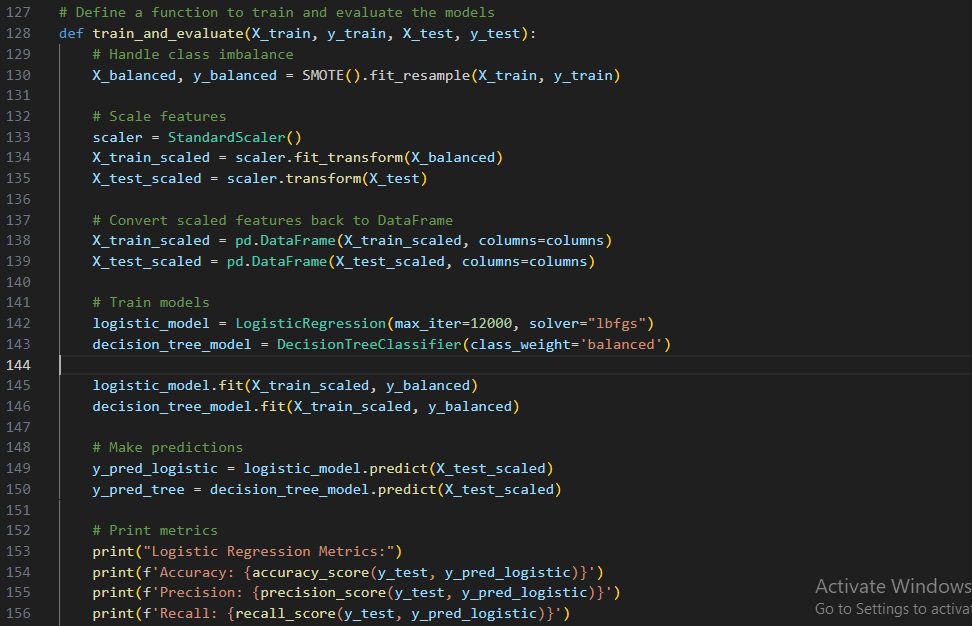 127 # Define a function to train and evaluate the models
128 def train_and_evaluate(X_train, y_train, X_test, y_test):
129     # Handle class imbalance
130     X_balanced, y_balanced = SMOTE().fit_resample(X_train, y_train)
131
132     # Scale features
133     scaler = StandardScaler()
134     X_train_scaled = scaler.fit_transform(X_balanced)
135     X_test_scaled = scaler.transform(X_test)
136
137     # Convert scaled features back to DataFrame
138     X_train_scaled = pd.DataFrame(X_train_scaled, columns=columns)
139     X_test_scaled = pd.DataFrame(X_test_scaled, columns=columns)
140
141     # Train models
142     logistic_model = LogisticRegression(max_iter=12000, solver="lbfgs")
143     decision_tree_model = DecisionTreeClassifier(class_weight='balanced')
144
145     logistic_model.fit(X_train_scaled, y_balanced)
146     decision_tree_model.fit(X_train_scaled, y_balanced)
147
148     # Make predictions
149     y_pred_logistic = logistic_model.predict(X_test_scaled)
150     y_pred_tree = decision_tree_model.predict(X_test_scaled)
151
152     # Print metrics
153     print("Logistic Regression Metrics:")
154     print(f'Accuracy: {accuracy_score(y_test, y_pred_logistic)}')
155     print(f'Precision: {precision_score(y_test, y_pred_logistic)}')
156     print(f'Recall: {recall_score(y_test, y_pred_logistic)}')
Activate Windows
Go to Settings to activa